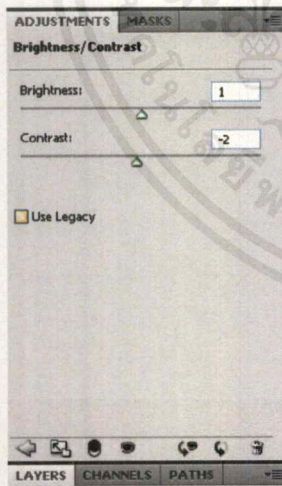 ADJUSTMENTS MASKS
Brightness/Contrast
Brightness: 1
Contrast: -2
Use Legacy
LAYERS CHANNELS PATHS